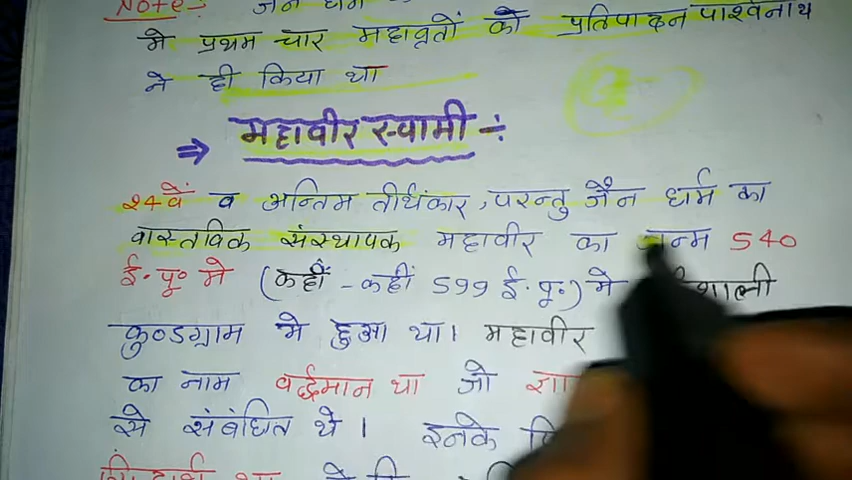 Note:- जैन धर्म
मे प्रथम चार महाव्रतों को प्रतिपादन पार्श्वनाथ
ने ही किया था
⇒ महावीर स्वामी ÷
24वें व अन्तिम तीर्थंकार, परन्तु जैन धर्म का
वास्तविक संस्थापक महावीर का जन्म 540
ई॰ पू॰ मे (कहीं - कहीं 599 ई॰ पू॰) मे
कुण्डग्राम मे हुआ था। महावीर
का नाम वर्द्धमान था जो
से संबंधित थे। इनके